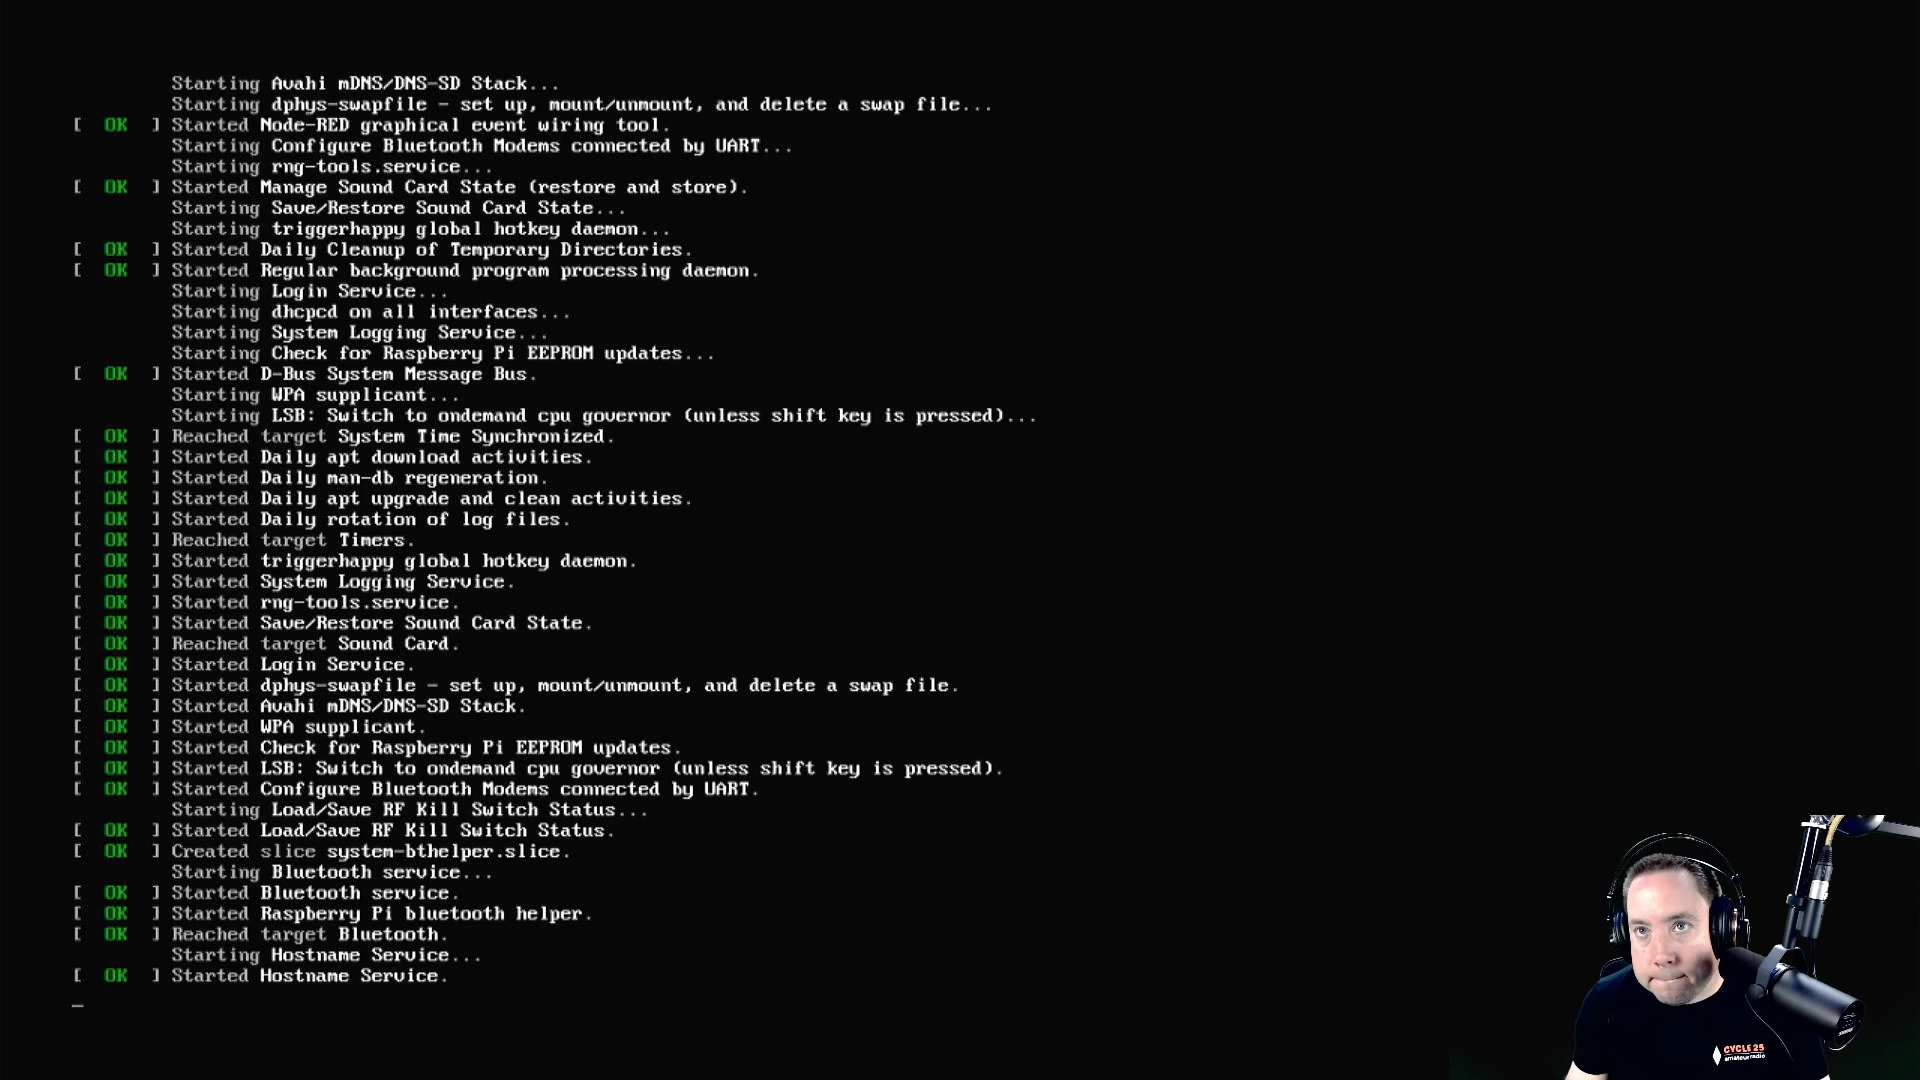 Starting Avahi mDNS/DNS-SD Stack...
Starting dphys-swapfile - set up, mount/unmount, and delete a swap file...
[  OK  ] Started Node-RED graphical event wiring tool.
Starting Configure Bluetooth Modems connected by UART...
Starting rng-tools.service...
[  OK  ] Started Manage Sound Card State (restore and store).
Starting Save/Restore Sound Card State...
Starting triggerhappy global hotkey daemon...
[  OK  ] Started Daily Cleanup of Temporary Directories.
[  OK  ] Started Regular background program processing daemon.
Starting Login Service...
Starting dhcpcd on all interfaces...
Starting System Logging Service...
Starting Check for Raspberry Pi EEPROM updates...
[  OK  ] Started D-Bus System Message Bus.
Starting WPA supplicant...
Starting LSB: Switch to ondemand cpu governor (unless shift key is pressed)...
[  OK  ] Reached target System Time Synchronized.
[  OK  ] Started Daily apt download activities.
[  OK  ] Started Daily man-db regeneration.
[  OK  ] Started Daily apt upgrade and clean activities.
[  OK  ] Started Daily rotation of log files.
[  OK  ] Reached target Timers.
[  OK  ] Started triggerhappy global hotkey daemon.
[  OK  ] Started System Logging Service.
[  OK  ] Started rng-tools.service.
[  OK  ] Started Save/Restore Sound Card State.
[  OK  ] Reached target Sound Card.
[  OK  ] Started Login Service.
[  OK  ] Started dphys-swapfile - set up, mount/unmount, and delete a swap file.
[  OK  ] Started Avahi mDNS/DNS-SD Stack.
[  OK  ] Started WPA supplicant.
[  OK  ] Started Check for Raspberry Pi EEPROM updates.
[  OK  ] Started LSB: Switch to ondemand cpu governor (unless shift key is pressed).
[  OK  ] Started Configure Bluetooth Modems connected by UART.
Starting Load/Save RF Kill Switch Status...
[  OK  ] Started Load/Save RF Kill Switch Status.
[  OK  ] Created slice system-bthelper.slice.
Starting Bluetooth service...
[  OK  ] Started Bluetooth service.
[  OK  ] Started Raspberry Pi bluetooth helper.
[  OK  ] Reached target Bluetooth.
Starting Hostname Service...
[  OK  ] Started Hostname Service.
_
CYCLE 25
amateur radio